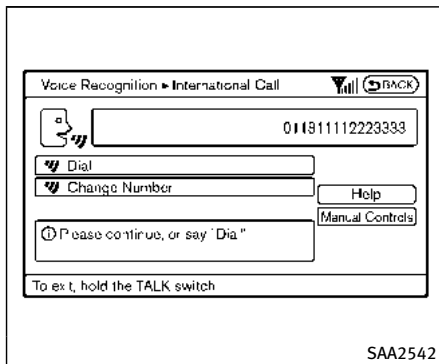 Voice Recognition ▸ International Call
BACK
011811112223333
Dial
Change Number
Help
Manual Controls
Please continue, or say "Dial"
To exit, hold the TALK switch
SAA2542